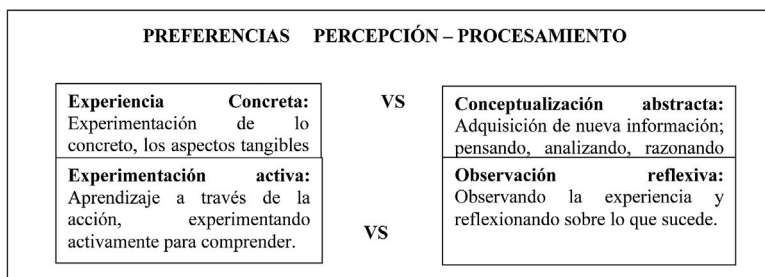 PREFERENCIAS PERCEPCIÓN – PROCESAMIENTO
Experiencia Concreta:
Experimentación de lo
concreto, los aspectos tangibles
VS
Conceptualización abstracta:
Adquisición de nueva información;
pensando, analizando, razonando
Experimentación activa:
Aprendizaje a través de la
acción, experimentando
activamente para comprender.
VS
Observación reflexiva:
Observando la experiencia y
reflexionando sobre lo que sucede.